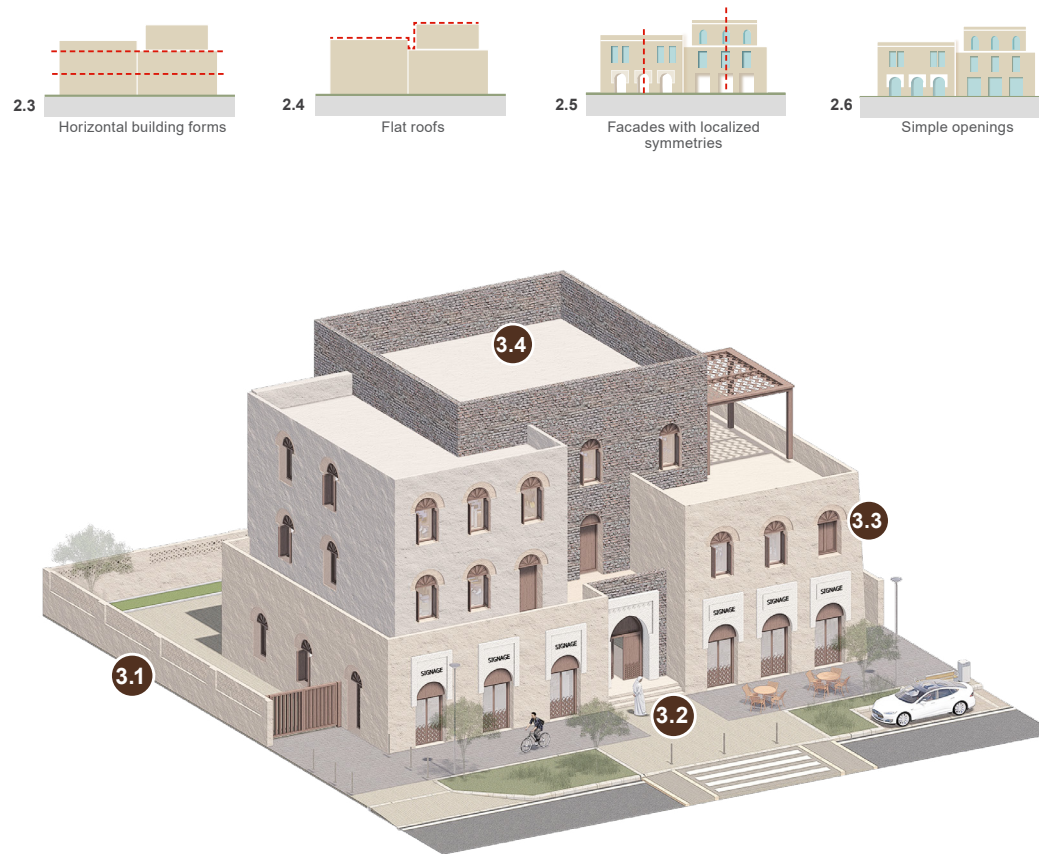 2.3
Horizontal building forms
2.4
Flat roofs
2.5
Facades with localized
symmetries
2.6
Simple openings
3.4
3.3
SIGNAGE
SIGNAGE
SIGNAGE
SIGNAGE
SIGNAGE
SIGNAGE
3.1
3.2